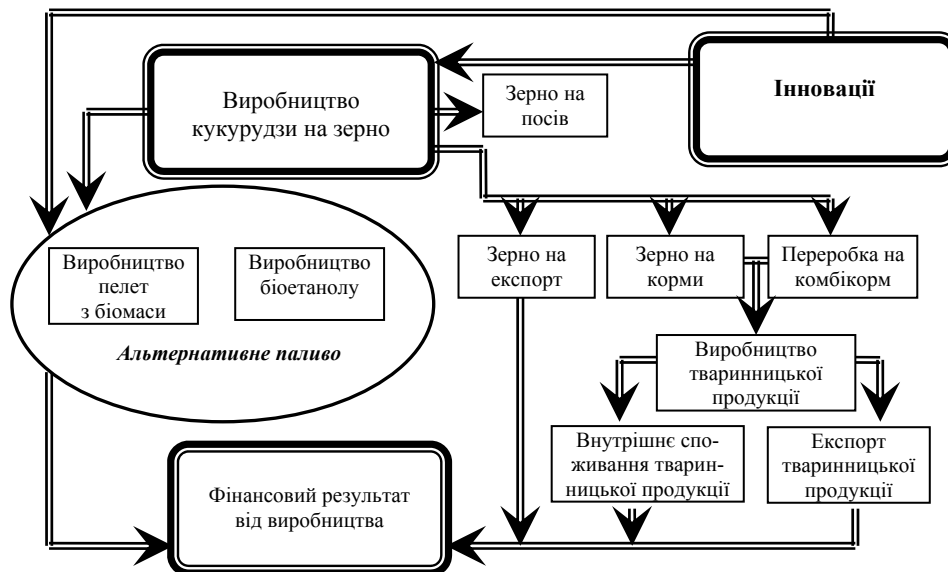 Виробництво
кукурудзи на зерно
Зерно на
посів
Інновації
Виробництво
пелет
з біомаси
Виробництво
біоетанолу
Альтернативне паливо
Зерно на
експорт
Зерно на
корми
Переробка на
комбікорм
Виробництво
тваринницької
продукції
Внутрішнє спо-
живання тварин-
ницької продукції
Експорт
тваринницької
продукції
Фінансовий результат
від виробництва